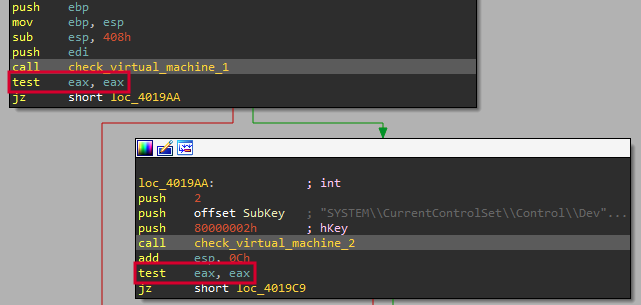 push ebp
mov ebp, esp
sub esp, 408h
push edi
call check_virtual_machine_1
test eax, eax
jz short loc_4019AA
loc_4019AA: ; int
push 2
push offset SubKey ; "SYSTEM\\CurrentControlSet\\Control\\Dev"...
push 80000002h ; hKey
call check_virtual_machine_2
add esp, 0Ch
test eax, eax
jz short loc_4019C9